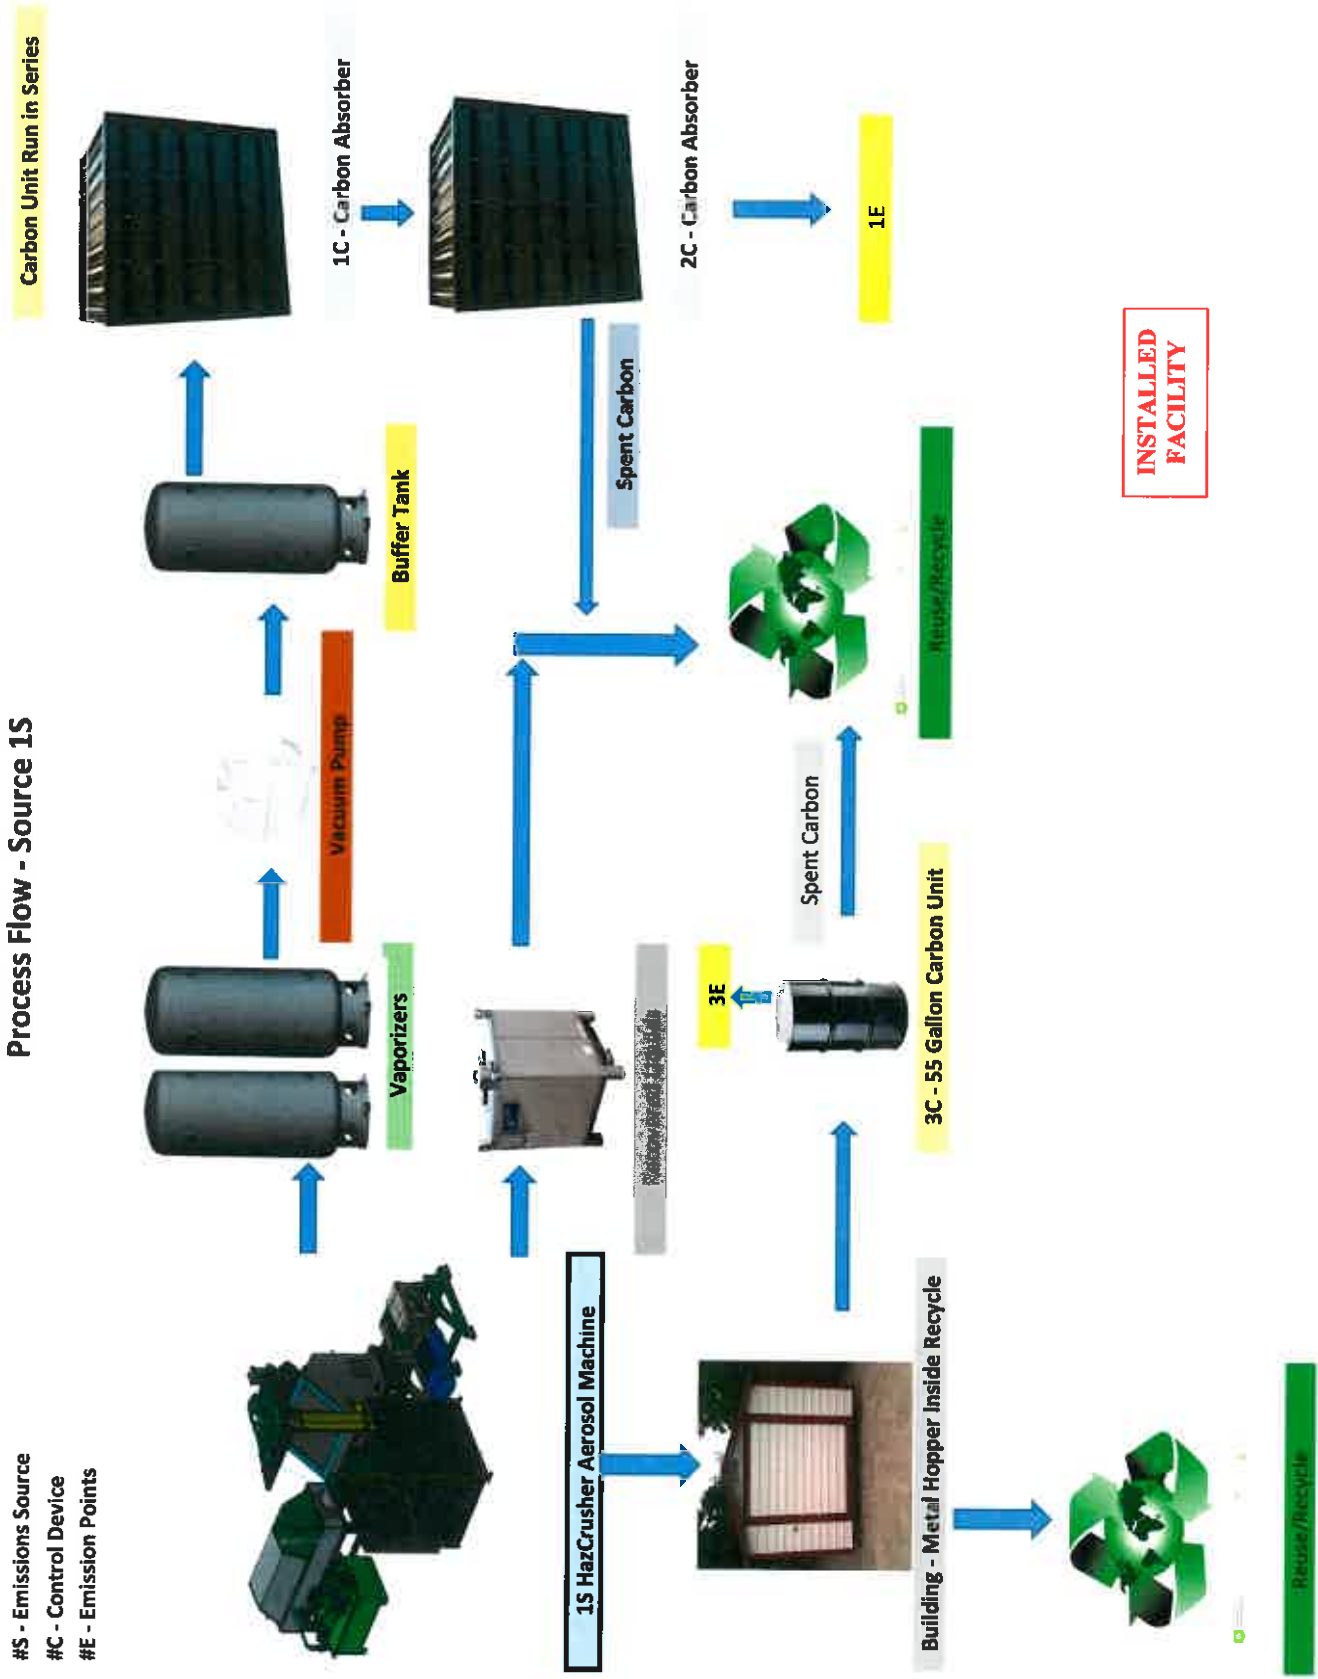 Process Flow - Source 1S
#S - Emissions Source
#C - Control Device
#E - Emission Points
Carbon Unit Run in Series
Vaporizers
Vacuum Pump
Buffer Tank
1C - Carbon Absorber
2C - Carbon Absorber
1E
Spent Carbon
1S HazCrusher Aerosol Machine
3E
Spent Carbon
Reuse/Recycle
Building - Metal Hopper Inside Recycle
3C - 55 Gallon Carbon Unit
Reuse/Recycle
INSTALLED
FACILITY